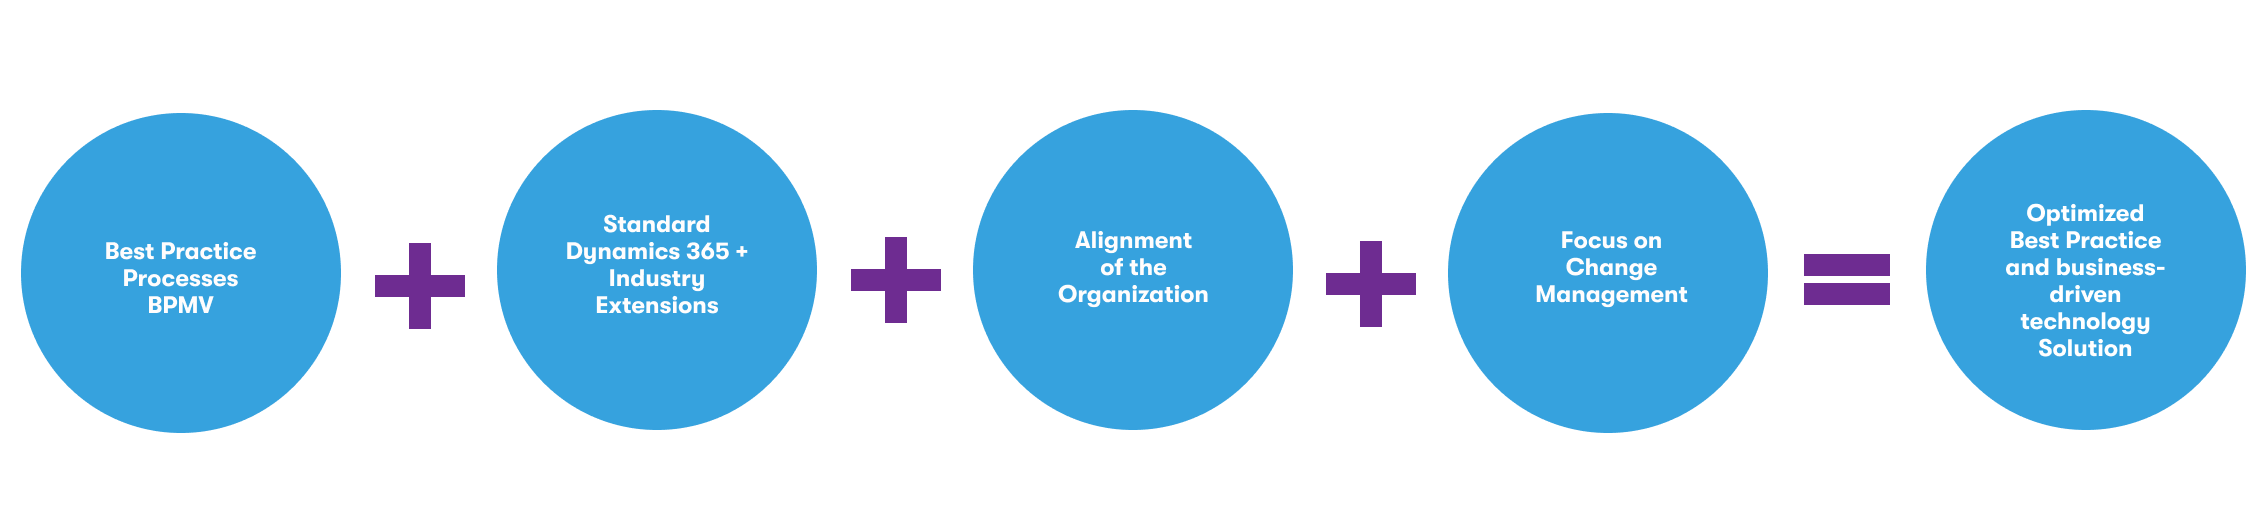 Best Practice
Processes
BPMV
Standard
Dynamics 365 +
Industry
Extensions
Alignment
of the
Organization
Focus on
Change
Management
Optimized
Best Practice
and business-
driven
technology
Solution